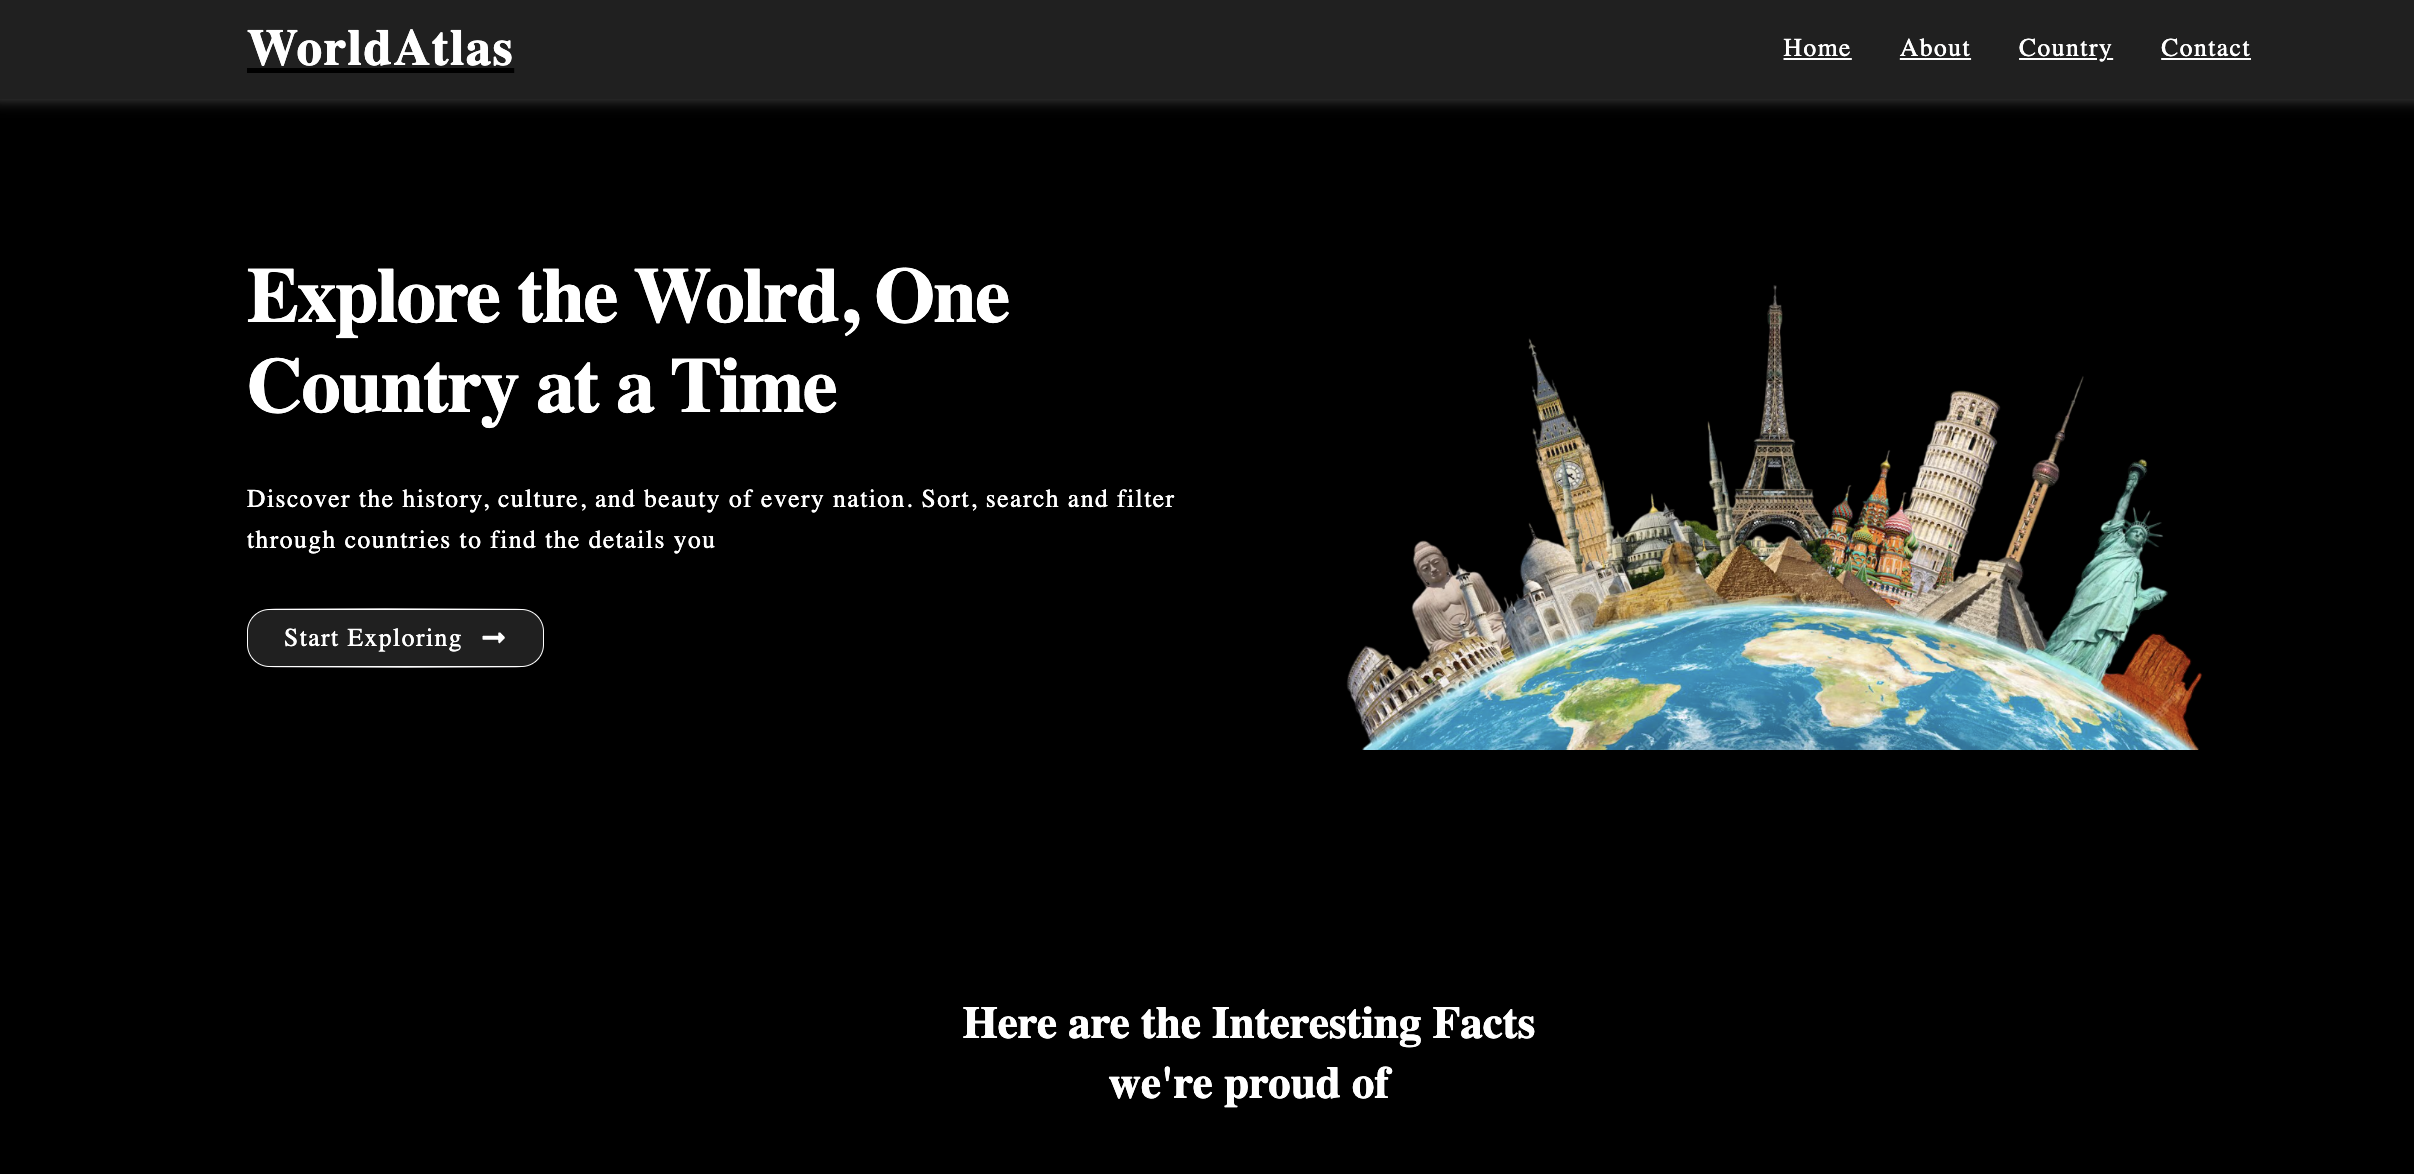 WorldAtlas
Home About Country Contact
Explore the Wolrd, One
Country at a Time
Discover the history, culture, and beauty of every nation. Sort, search and filter
through countries to find the details you
Start Exploring
Here are the Interesting Facts
we're proud of